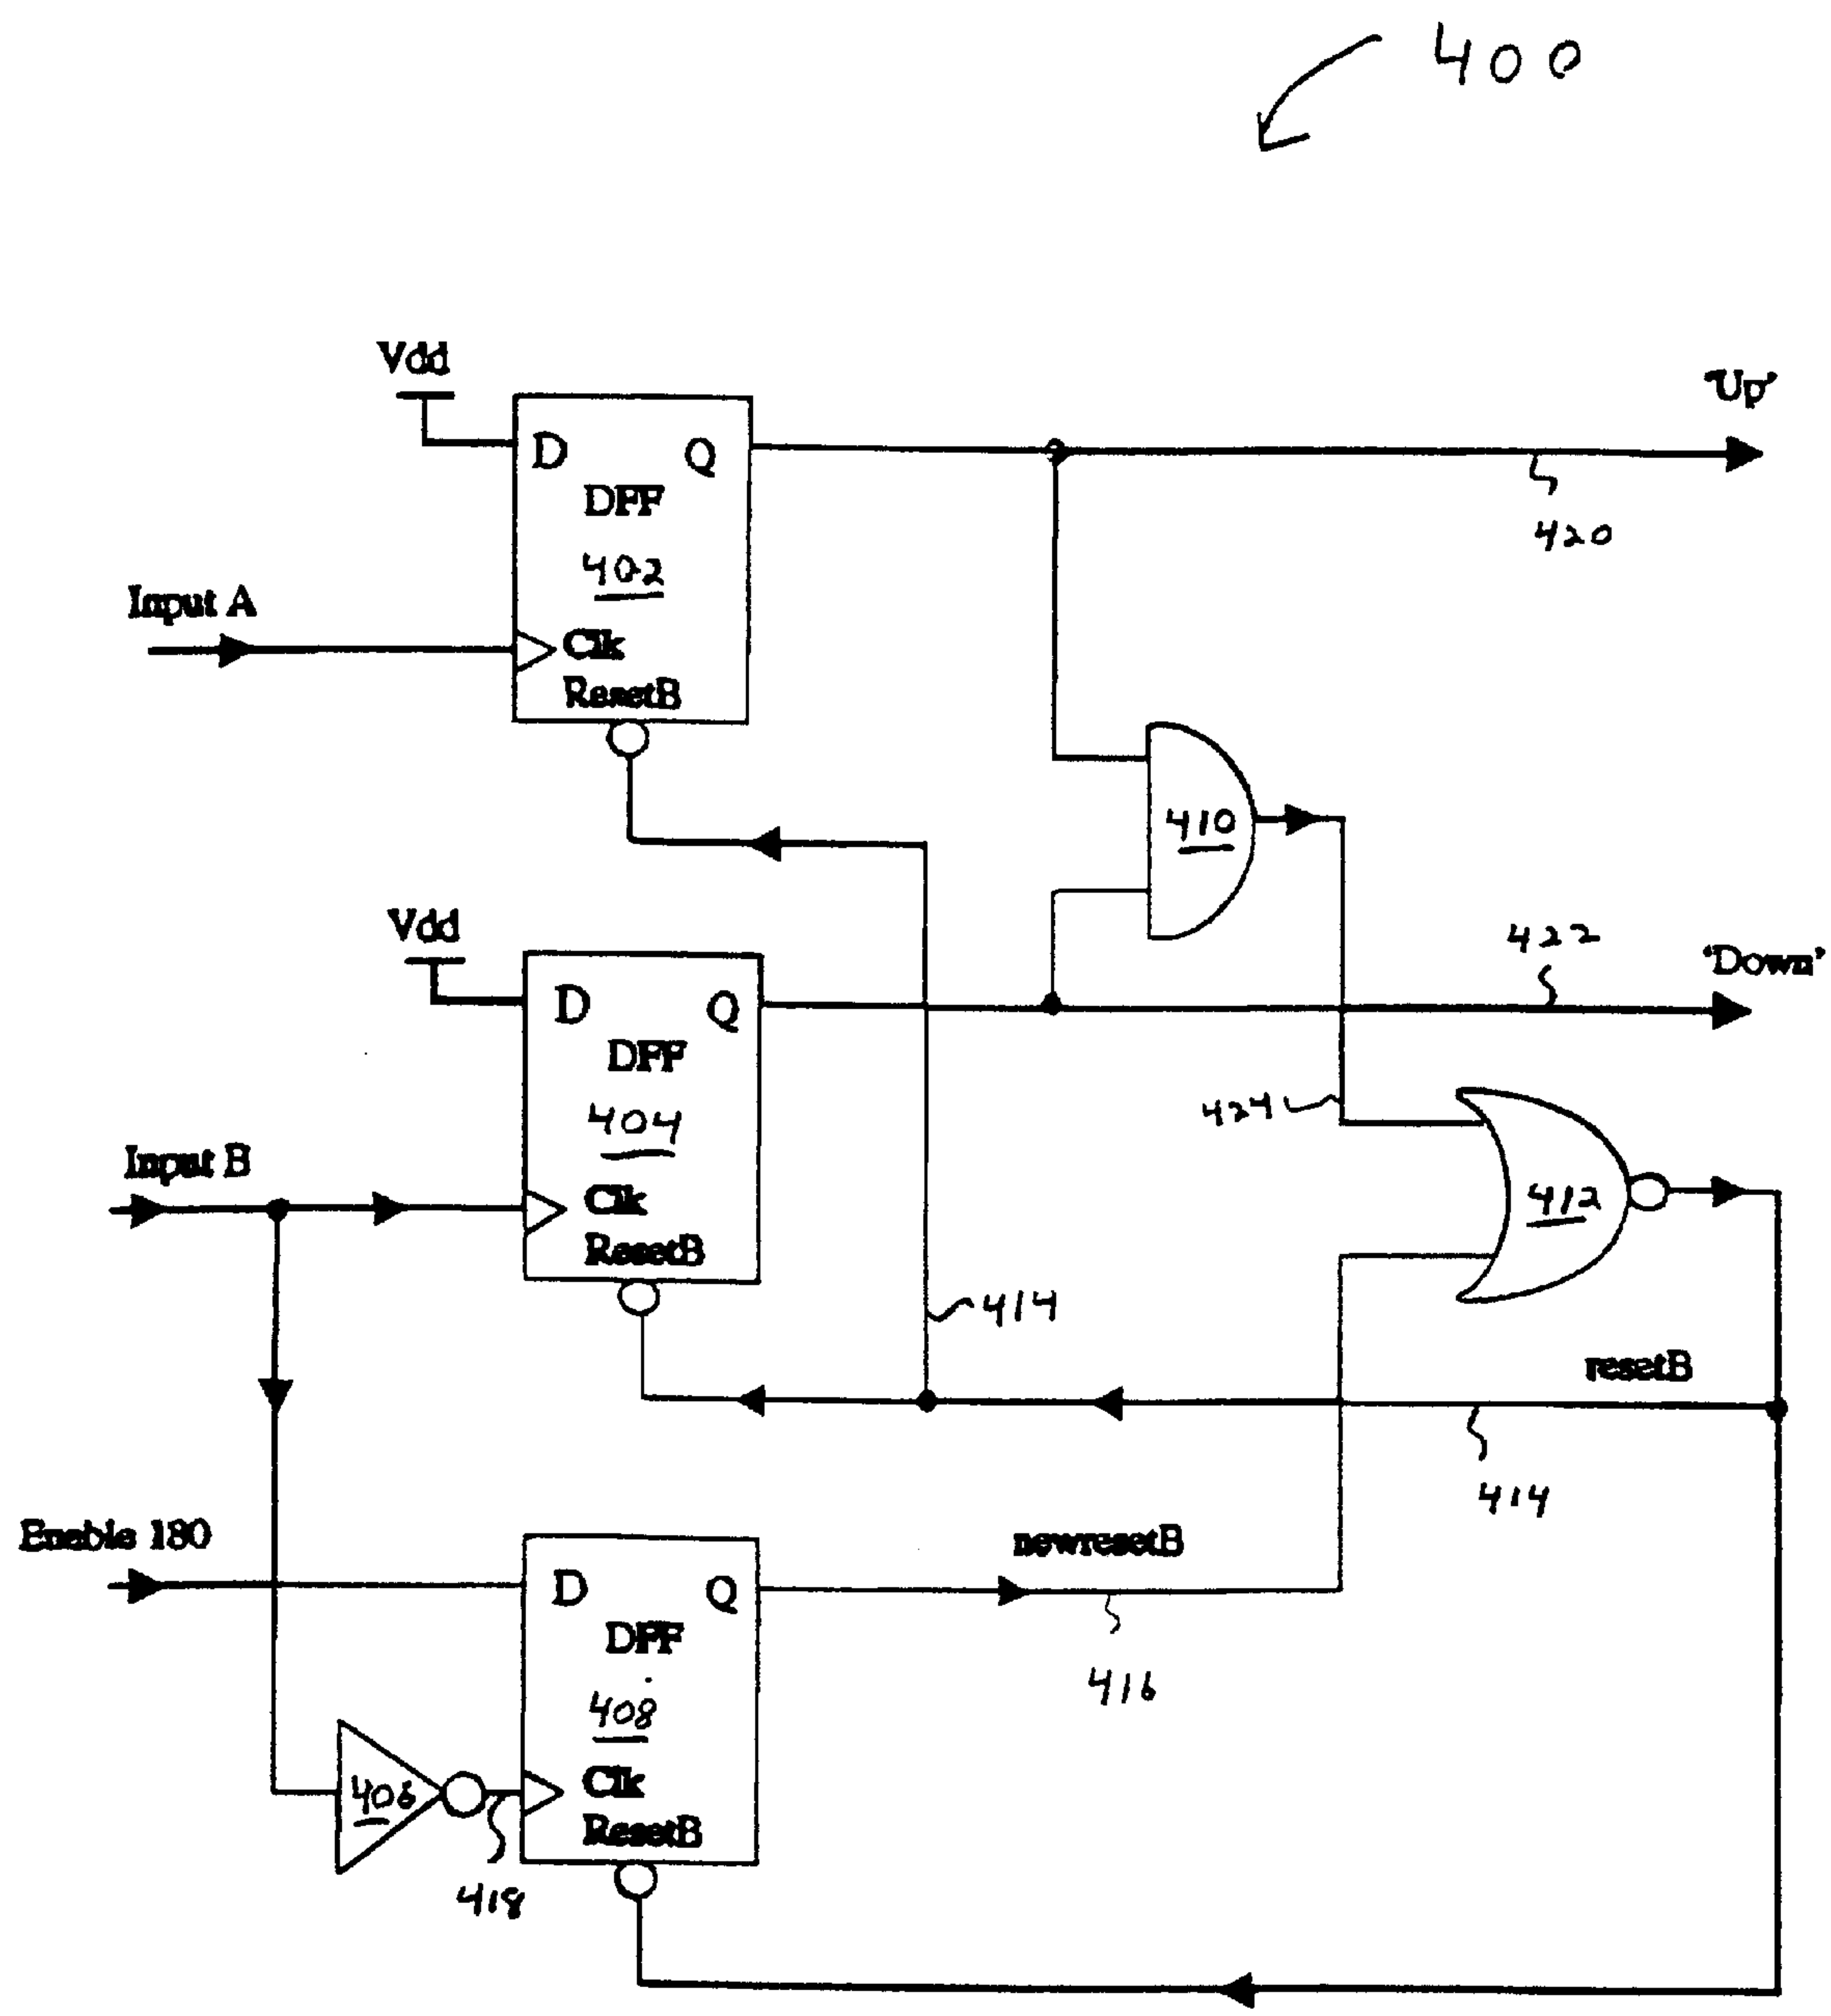 400
Vdd
'Up'
D Q
DFF
420
402
Input A
Clk
ResetB
410
Vdd
422
'Down'
D Q
DFF
424
404
Input B
412
Clk
ResetB
414
resetB
414
Enable 180
newresetB
D Q
DFF
416
408
406
Clk
ResetB
418